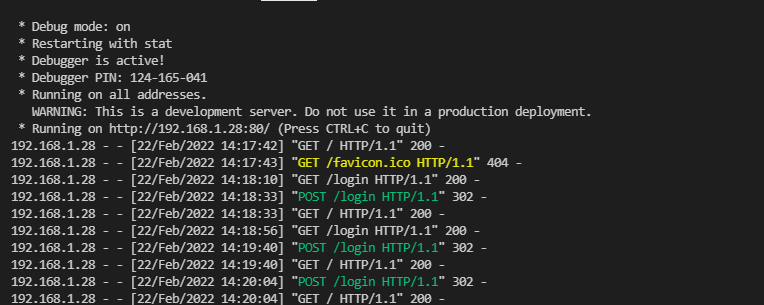 * Debug mode: on
* Restarting with stat
* Debugger is active!
* Debugger PIN: 124-165-041
* Running on all addresses.
WARNING: This is a development server. Do not use it in a production deployment.
* Running on http://192.168.1.28:80/ (Press CTRL+C to quit)
192.168.1.28 - - [22/Feb/2022 14:17:42] "GET / HTTP/1.1" 200 -
192.168.1.28 - - [22/Feb/2022 14:17:43] "GET /favicon.ico HTTP/1.1" 404 -
192.168.1.28 - - [22/Feb/2022 14:18:10] "GET /login HTTP/1.1" 200 -
192.168.1.28 - - [22/Feb/2022 14:18:33] "POST /login HTTP/1.1" 302 -
192.168.1.28 - - [22/Feb/2022 14:18:33] "GET / HTTP/1.1" 200 -
192.168.1.28 - - [22/Feb/2022 14:18:56] "GET /login HTTP/1.1" 200 -
192.168.1.28 - - [22/Feb/2022 14:19:40] "POST /login HTTP/1.1" 302 -
192.168.1.28 - - [22/Feb/2022 14:19:40] "GET / HTTP/1.1" 200 -
192.168.1.28 - - [22/Feb/2022 14:20:04] "POST /login HTTP/1.1" 302 -
192.168.1.28 - - [22/Feb/2022 14:20:04] "GET / HTTP/1.1" 200 -